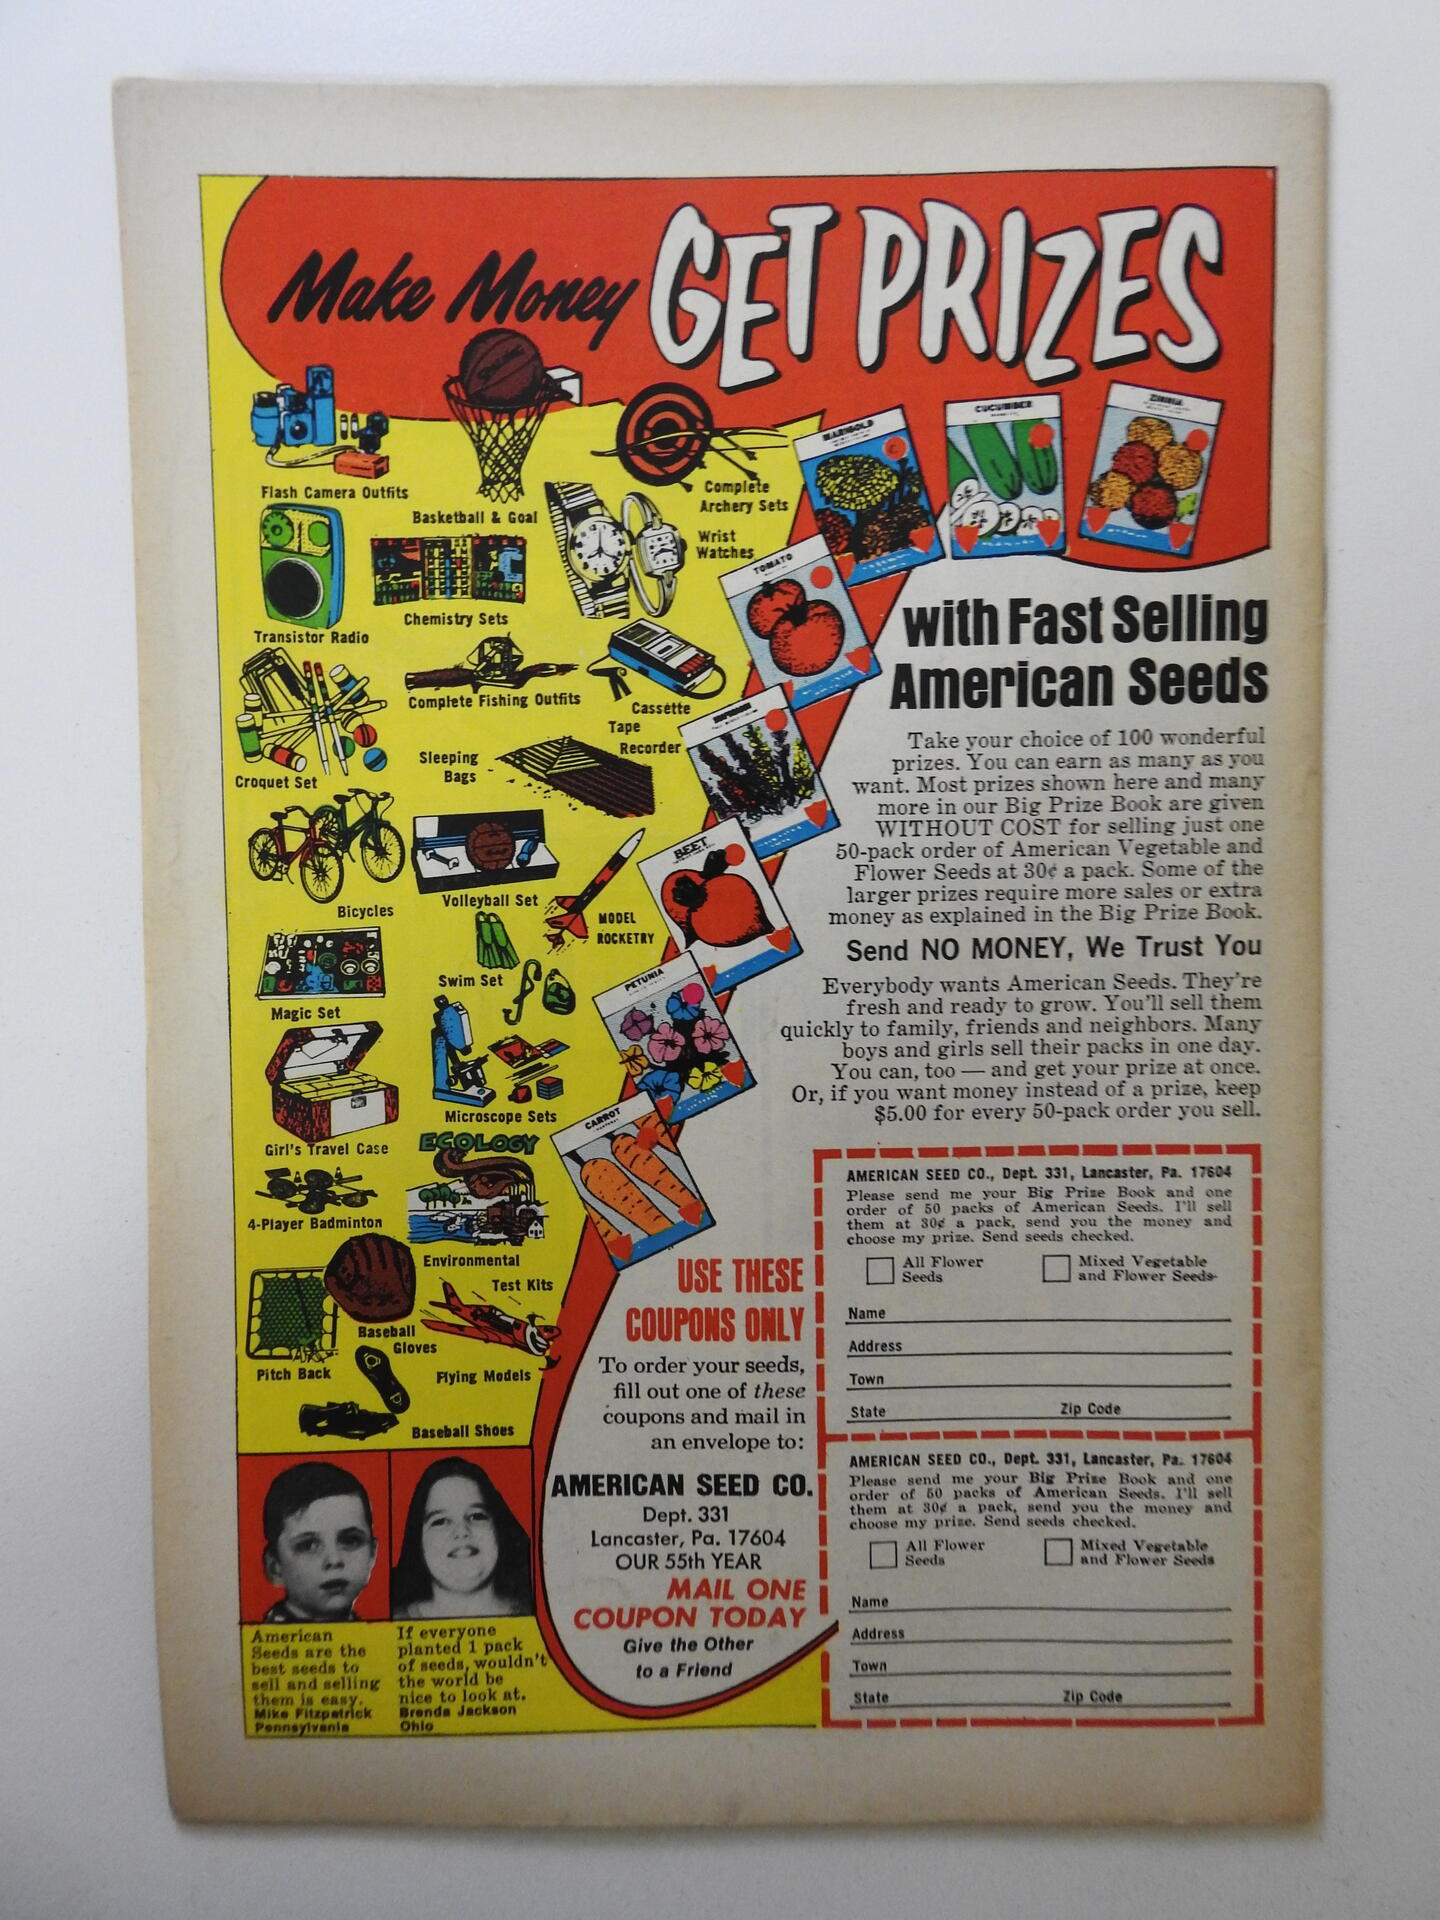 Make Money GET PRIZES
SPALDING
Flash Camera Outfits
Basketball & Goal
Complete
Archery Sets
Wrist
Watches
Transistor Radio
Chemistry Sets
Complete Fishing Outfits
Cassette
Tape
Recorder
Croquet Set
Sleeping
Bags
Bicycles
Volleyball Set
MODEL
ROCKETRY
Magic Set
Swim Set
Girl's Travel Case
Microscope Sets
4-Player Badminton
ECOLOGY
Environmental
Test Kits
Baseball
Gloves
Pitch Back
Flying Models
Baseball Shoes
MARIGOLD
CUCUMBER
ZINNIA
TOMATO
BEET
PETUNIA
CARROT
with Fast Selling
American Seeds
Take your choice of 100 wonderful
prizes. You can earn as many as you
want. Most prizes shown here and many
more in our Big Prize Book are given
WITHOUT COST for selling just one
50-pack order of American Vegetable and
Flower Seeds at 30¢ a pack. Some of the
larger prizes require more sales or extra
money as explained in the Big Prize Book.
Send NO MONEY, We Trust You
Everybody wants American Seeds. They're
fresh and ready to grow. You'll sell them
quickly to family, friends and neighbors. Many
boys and girls sell their packs in one day.
You can, too — and get your prize at once.
Or, if you want money instead of a prize, keep
$5.00 for every 50-pack order you sell.
USE THESE
COUPONS ONLY
To order your seeds,
fill out one of these
coupons and mail in
an envelope to:
AMERICAN SEED CO.
Dept. 331
Lancaster, Pa. 17604
OUR 55th YEAR
MAIL ONE
COUPON TODAY
Give the Other
to a Friend
AMERICAN SEED CO., Dept. 331, Lancaster, Pa. 17604
Please send me your Big Prize Book and one
order of 50 packs of American Seeds. I'll sell
them at 30¢ a pack, send you the money and
choose my prize. Send seeds checked.
All Flower
Seeds
Mixed Vegetable
and Flower Seeds
Name
Address
Town
State Zip Code
AMERICAN SEED CO., Dept. 331, Lancaster, Pa. 17604
Please send me your Big Prize Book and one
order of 50 packs of American Seeds. I'll sell
them at 30¢ a pack, send you the money and
choose my prize. Send seeds checked.
All Flower
Seeds
Mixed Vegetable
and Flower Seeds
Name
Address
Town
State Zip Code
American
Seeds are the
best seeds to
sell and selling
them is easy.
Mike Fitzpatrick
Pennsylvania
If everyone
planted 1 pack
of seeds, wouldn't
the world be
nice to look at.
Brenda Jackson
Ohio